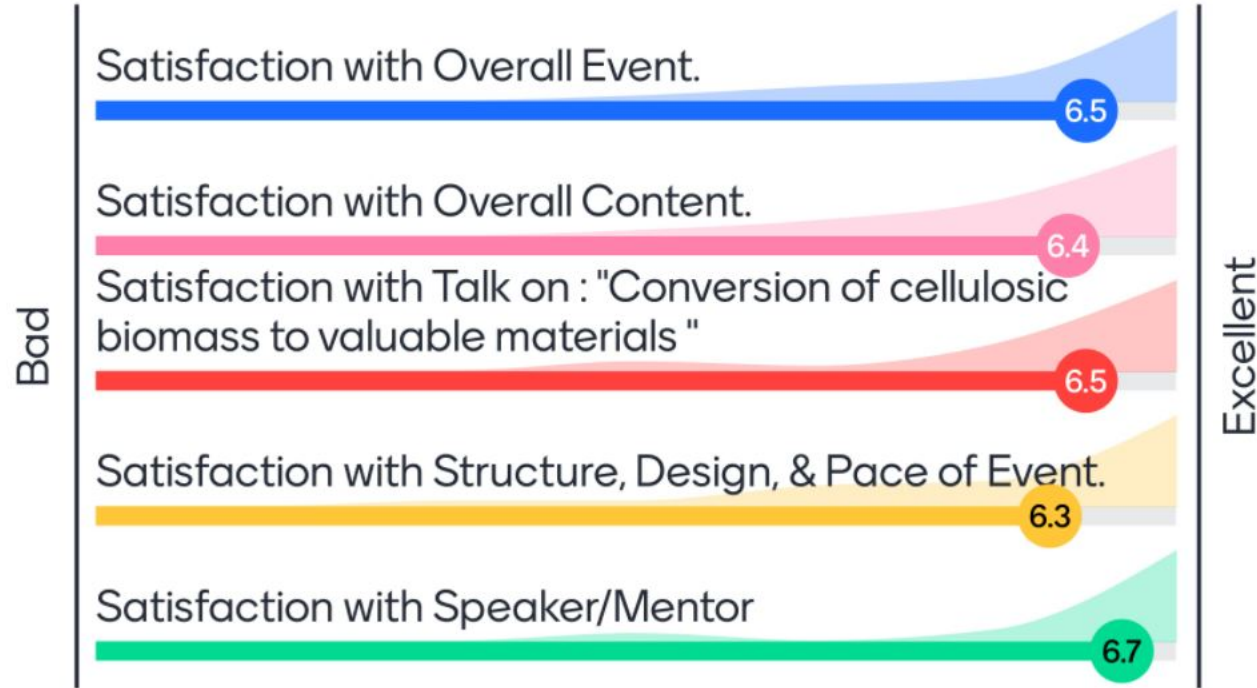 Satisfaction with Overall Event.
6.5
Satisfaction with Overall Content.
6.4
Satisfaction with Talk on : "Conversion of cellulosic
biomass to valuable materials "
6.5
Satisfaction with Structure, Design, & Pace of Event.
6.3
Satisfaction with Speaker/Mentor
6.7
Bad
Excellent